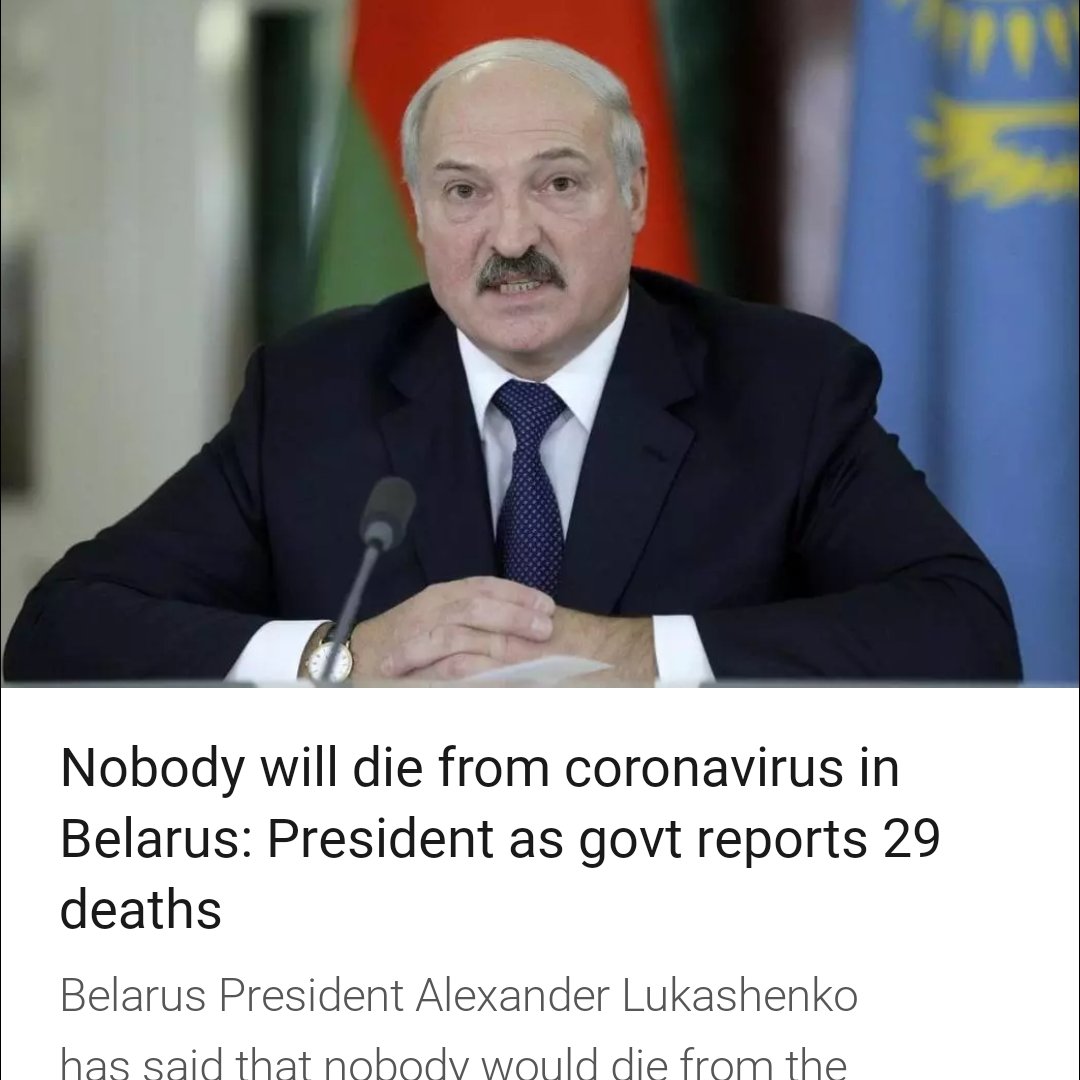 Nobody will die from coronavirus in
Belarus: President as govt reports 29
deaths
Belarus President Alexander Lukashenko
has said that nobody would die from the